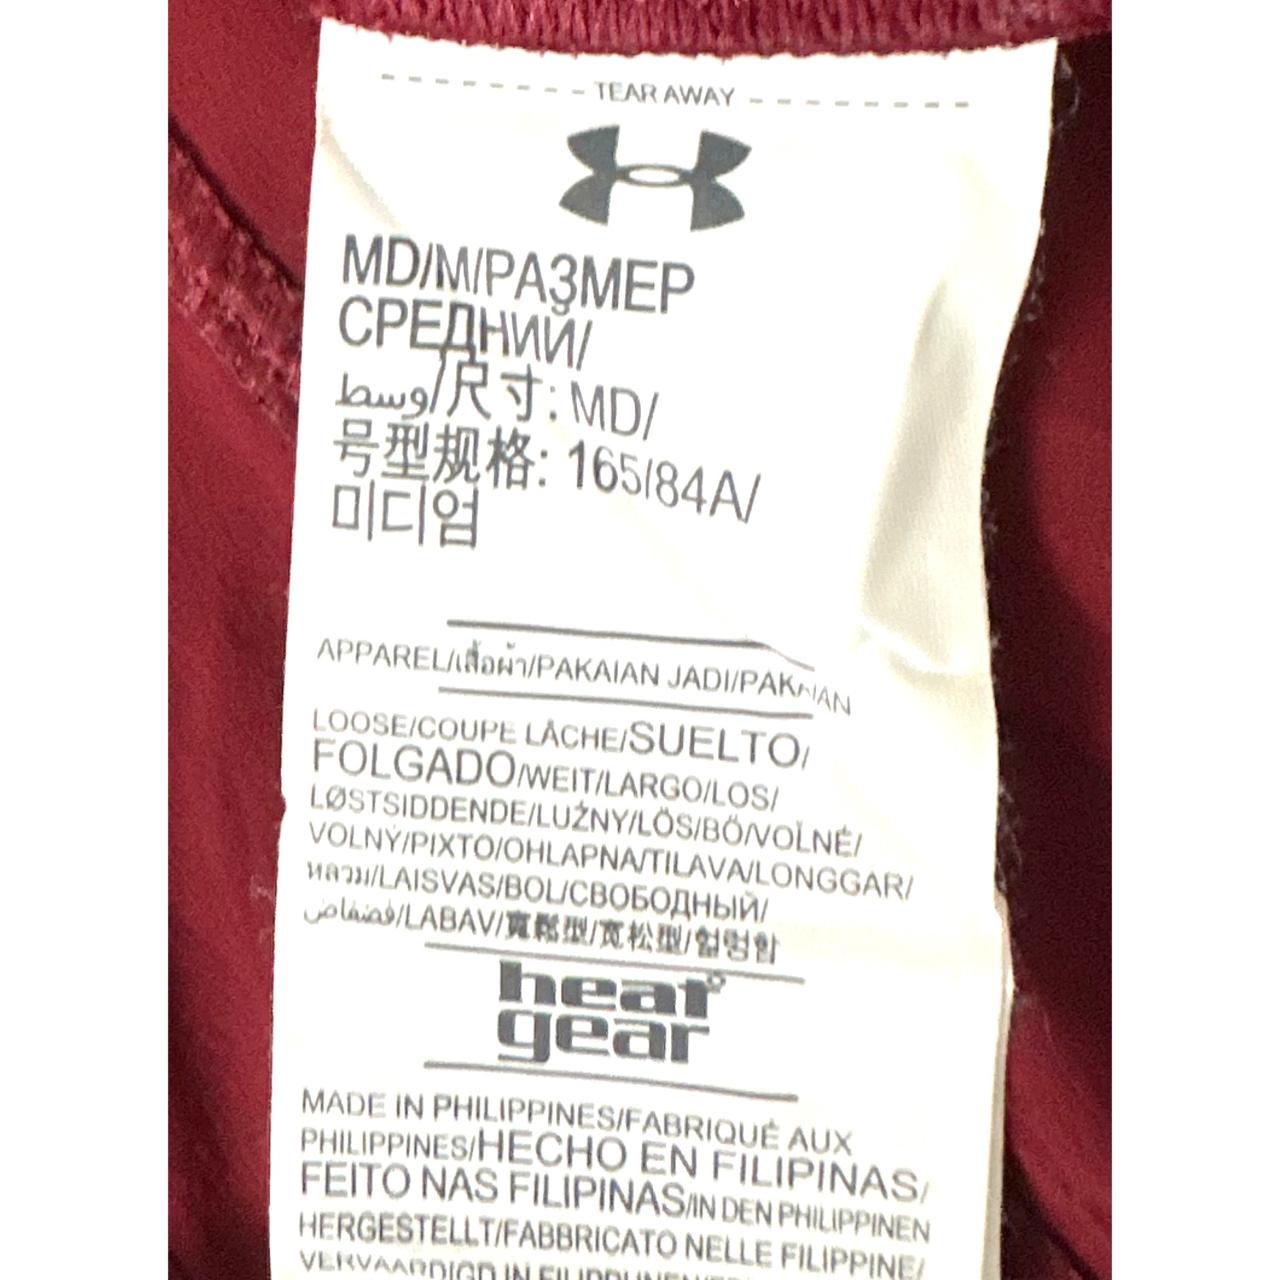 TEAR AWAY
MD/M/РАЗМЕР
СРЕДНИЙ/
وسط/尺寸: MD/
号型规格: 165/84A/
미디엄
APPAREL/เสื้อผ้า/PAKAIAN JADI/PAKAIAN
LOOSE/COUPE LÂCHE/SUELTO/
FOLGADO/WEIT/LARGO/LOS/
LØSTSIDDENDE/LUŹNY/LÖS/BŐ/VOĽNÉ/
VOLNÝ/PIXTO/OHLAPNA/TILAVA/LONGGAR/
หลวม/LAISVAS/BOL/СВОБОДНЫЙ/
فضفاض/LABAV/寬鬆型/宽松型/헐렁함
heat
gear
MADE IN PHILIPPINES/FABRIQUÉ AUX
PHILIPPINES/HECHO EN FILIPINAS/
FEITO NAS FILIPINAS/IN DEN PHILIPPINEN
HERGESTELLT/FABBRICATO NELLE FILIPPINE/
VERVAARDIGD IN FILIPPIJNEN/